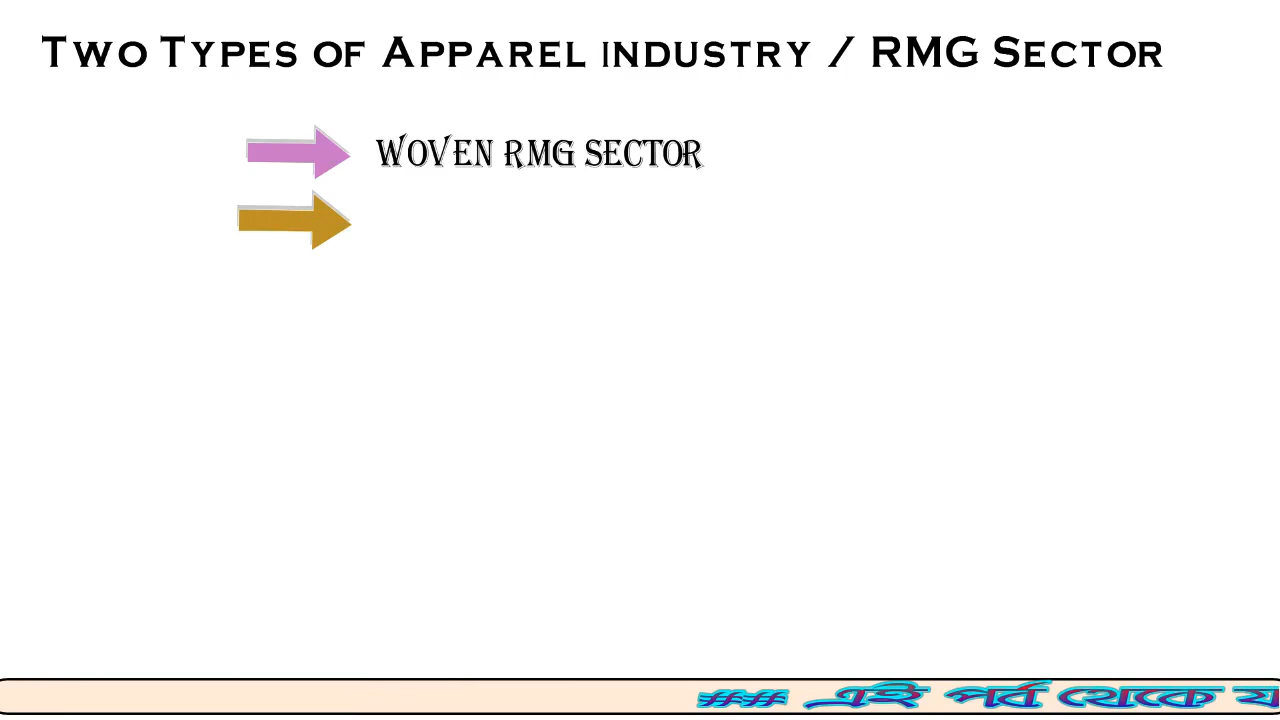 Two Types of Apparel industry / RMG Sector
Woven RMG Sector
## এই পর্ব থেকে য